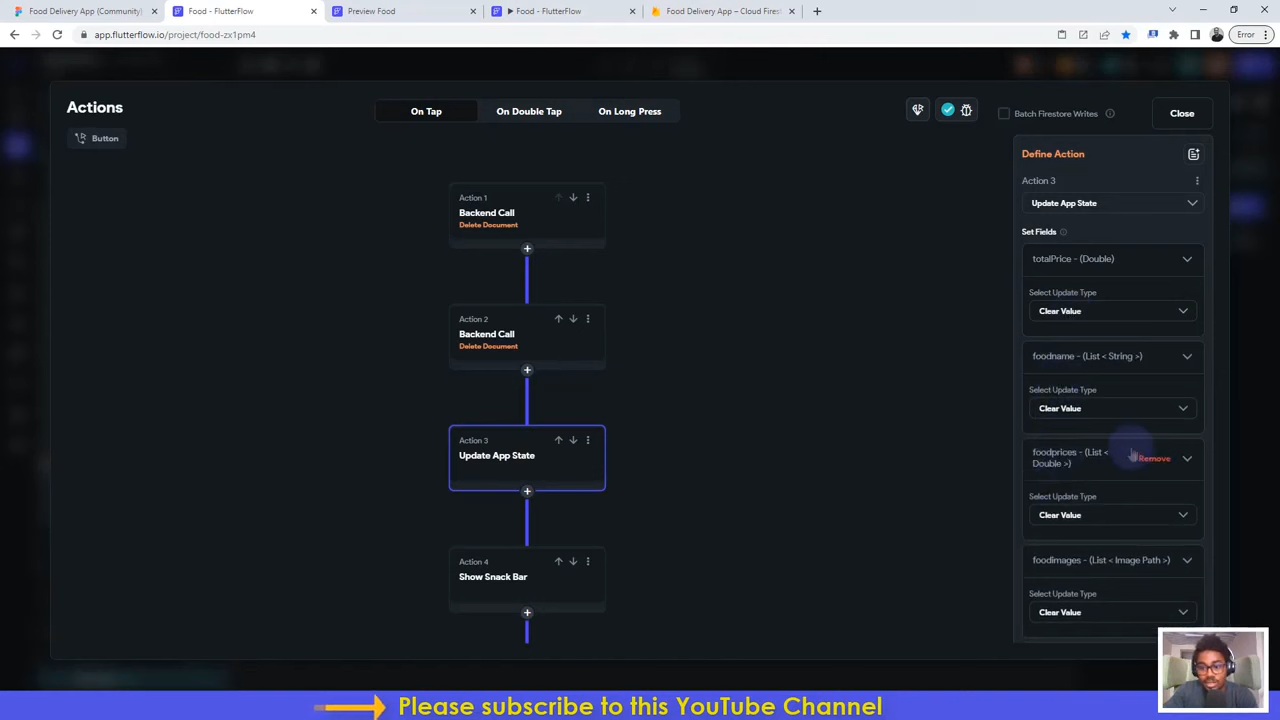 Food Delivery App (Community)
Food - FlutterFlow
Preview Food
Food - FlutterFlow
Food Delivery App – Cloud Fires
app.flutterflow.io/project/food-zx1pm4
Error
Actions
Button
On Tap
On Double Tap
On Long Press
Batch Firestore Writes
Close
Action 1
Backend Call
Delete Document
Action 2
Backend Call
Delete Document
Action 3
Update App State
Action 4
Show Snack Bar
Define Action
Action 3
Update App State
Set Fields
totalPrice - (Double)
Select Update Type
Clear Value
foodname - (List < String >)
Select Update Type
Clear Value
foodprices - (List <
Double >)
Remove
Select Update Type
Clear Value
foodimages - (List < Image Path >)
Select Update Type
Clear Value
Please subscribe to this YouTube Channel